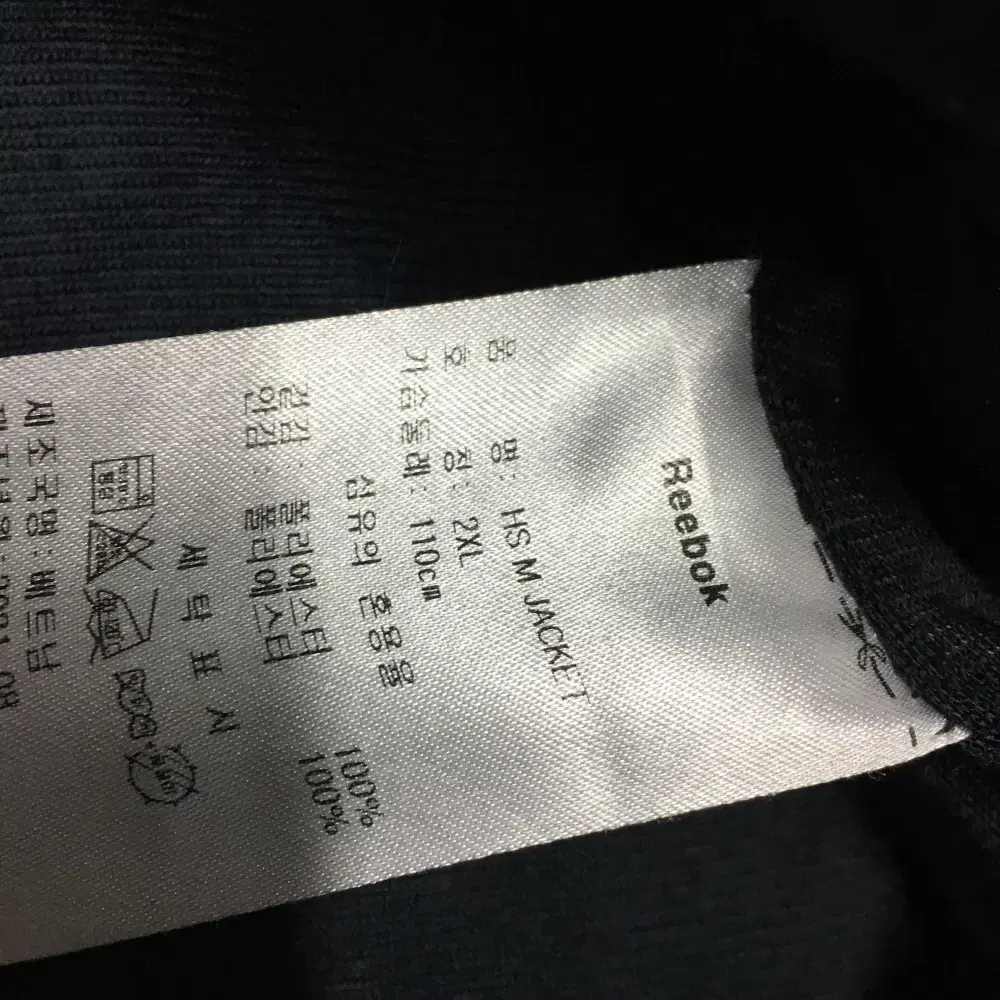 Reebok
품 명: HS M JACKET
호 칭: 2XL
가슴둘레: 110cm
섬유의 혼용율
겉감: 폴리에스터 100%
안감: 폴리에스터 100%
세 탁 표 시
제조국명: 베트남